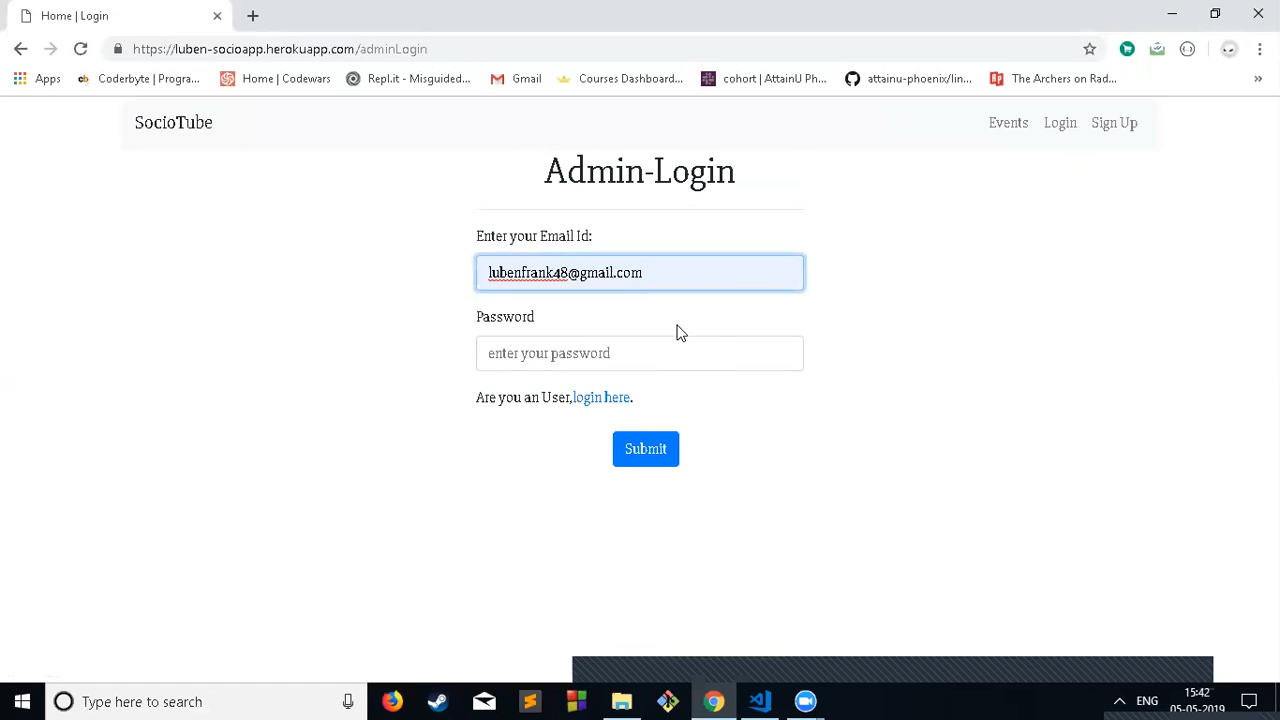 Home | Login
https://luben-socioapp.herokuapp.com/adminLogin
Apps
Coderbyte | Progra...
Home | Codewars
Repl.it - Misguided...
Gmail
Courses Dashboard...
cohort | AttainU Ph...
attainu-phoenix/lin...
The Archers on Rad...
»
SocioTube
Events
Login
Sign Up
Admin-Login
Enter your Email Id:
lubenfrank48@gmail.com
Password
enter your password
Are you an User,login here.
Submit
Type here to search
ENG
15:42
05-05-2019